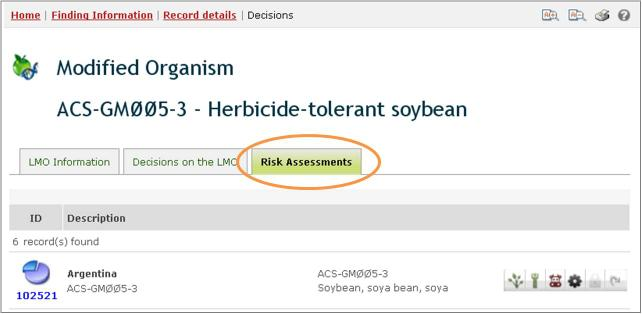 Home | Finding Information | Record details | Decisions
Modified Organism
ACS-GMØØ5-3 - Herbicide-tolerant soybean
LMO Information
Decisions on the LMO
Risk Assessments
ID Description
6 record(s) found
Argentina ACS-GMØØ5-3
102521 ACS-GMØØ5-3 Soybean, soya bean, soya